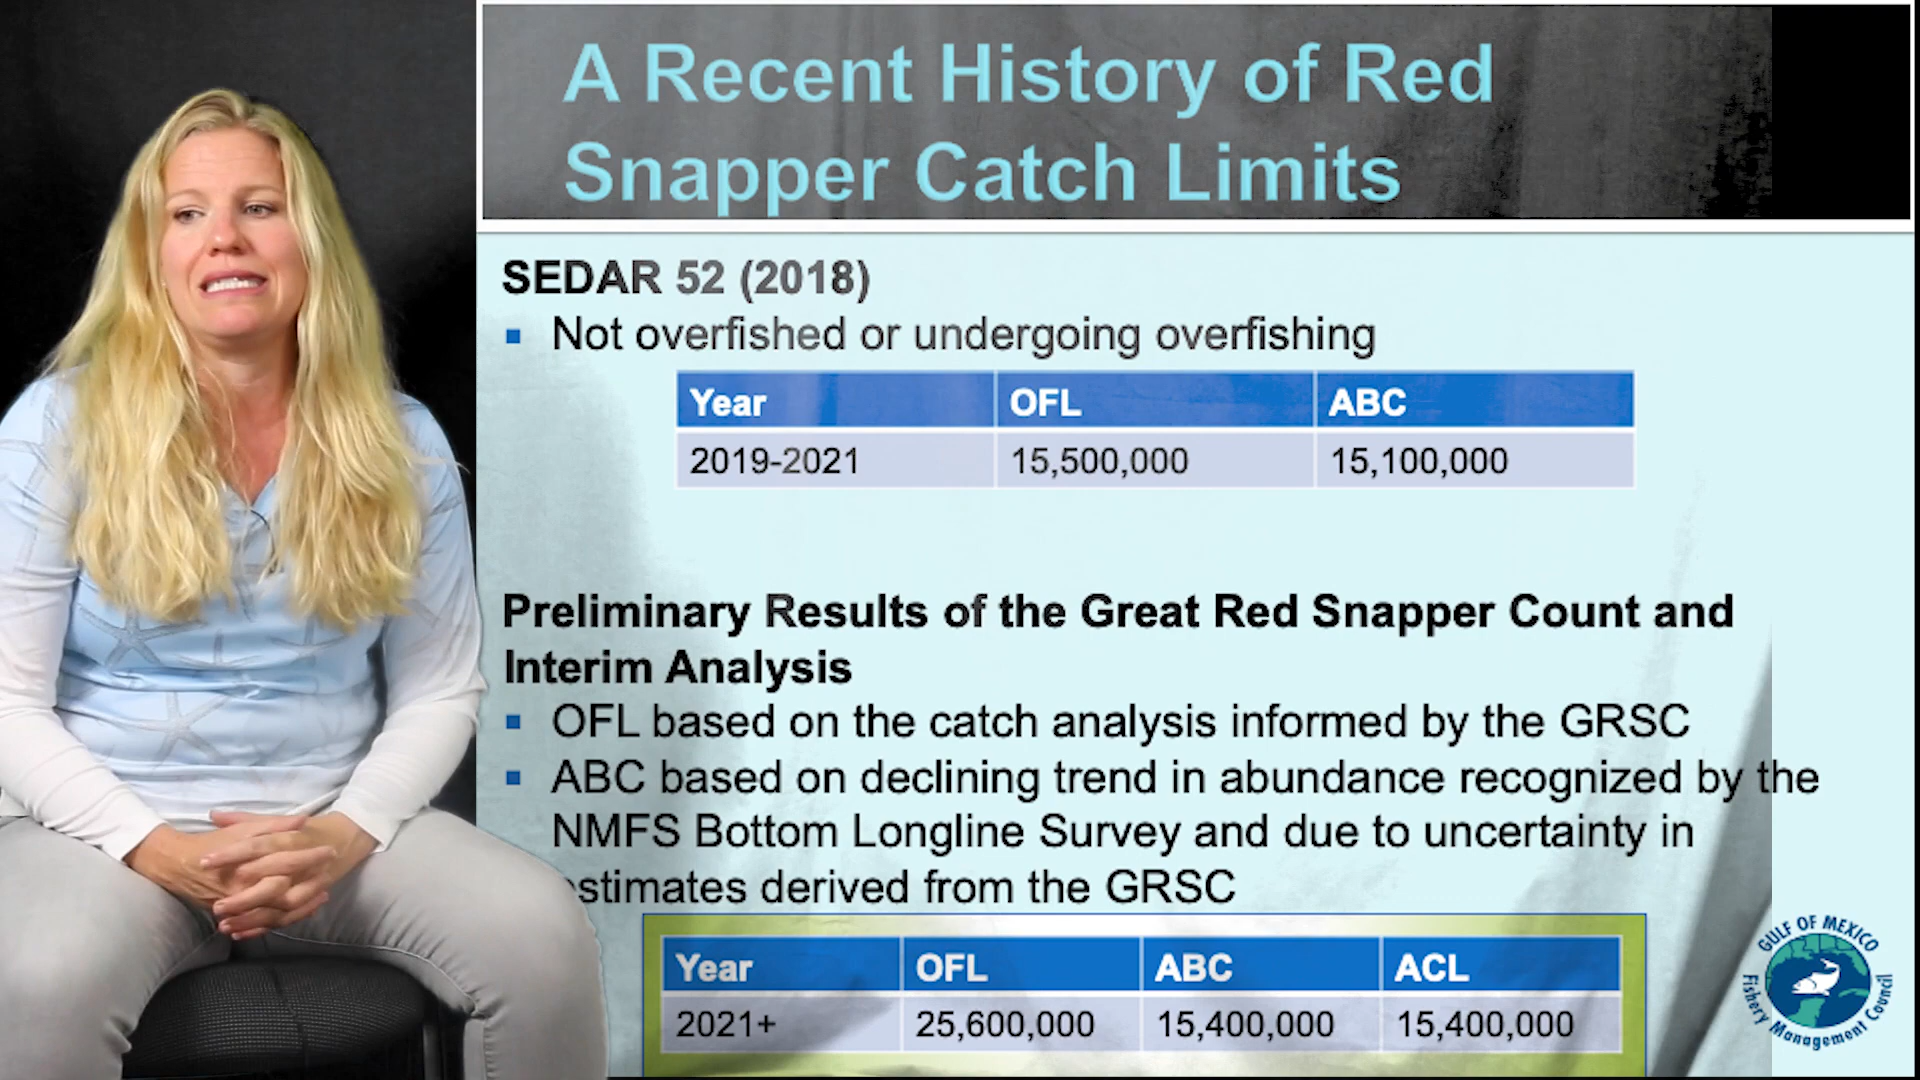 A Recent History of Red
Snapper Catch Limits
SEDAR 52 (2018)
▪ Not overfished or undergoing overfishing
Year OFL ABC
2019-2021 15,500,000 15,100,000
Preliminary Results of the Great Red Snapper Count and
Interim Analysis
▪ OFL based on the catch analysis informed by the GRSC
▪ ABC based on declining trend in abundance recognized by the
NMFS Bottom Longline Survey and due to uncertainty in
stimates derived from the GRSC
Year OFL ABC ACL
2021+ 25,600,000 15,400,000 15,400,000
GULF OF MEXICO
Fishery Management Council